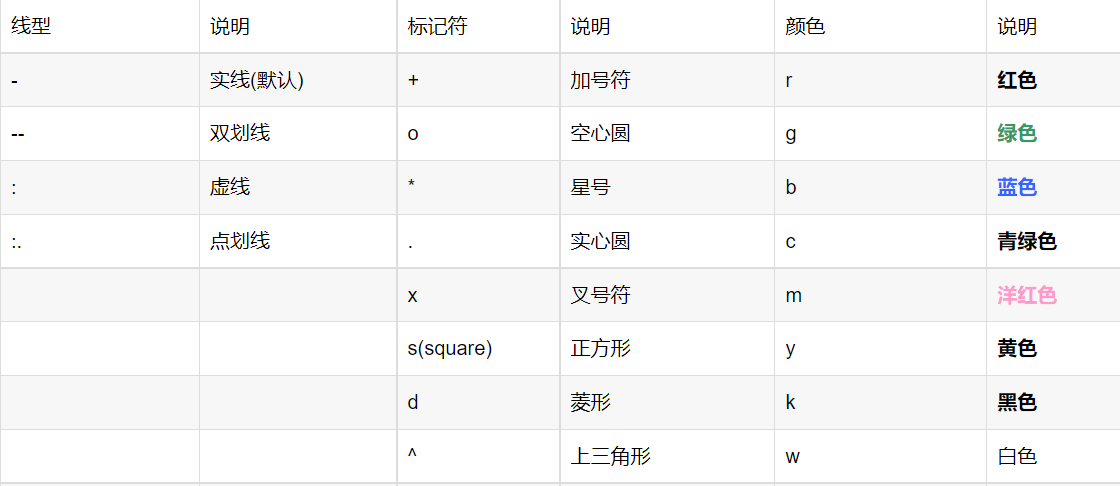 线型 说明 标记符 说明 颜色 说明
- 实线(默认) + 加号符 r 红色
-- 双划线 o 空心圆 g 绿色
: 虚线 * 星号 b 蓝色
:. 点划线 . 实心圆 c 青绿色
x 叉号符 m 洋红色
s(square) 正方形 y 黄色
d 菱形 k 黑色
^ 上三角形 w 白色